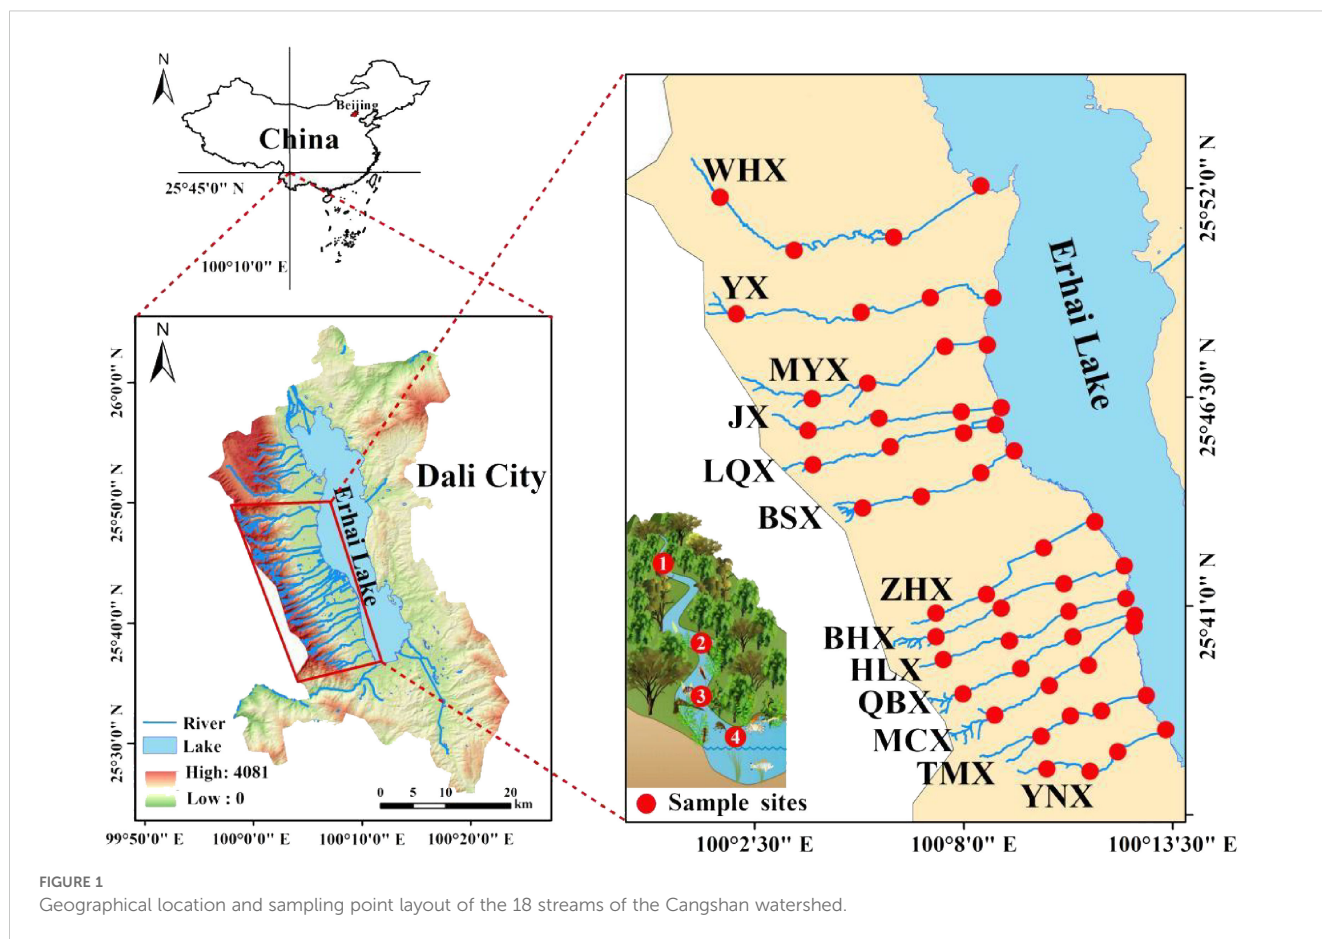 N
Beijing
China
25°45'0" N
100°10'0" E
N
26°0'0" N
25°50'0" N
25°40'0" N
25°30'0" N
Dali City
Erhai Lake
River
Lake
High: 4081
Low : 0
0 5 10 20
km
99°50'0" E 100°0'0" E 100°10'0" E 100°20'0" E
WHX
YX
MYX
JX
LQX
BSX
ZHX
BHX
HLX
QBX
MCX
TMX
YNX
Erhai Lake
1
2
3
4
Sample sites
25°52'0" N
25°46'30" N
25°41'0" N
100°2'30" E 100°8'0" E 100°13'30" E
FIGURE 1
Geographical location and sampling point layout of the 18 streams of the Cangshan watershed.